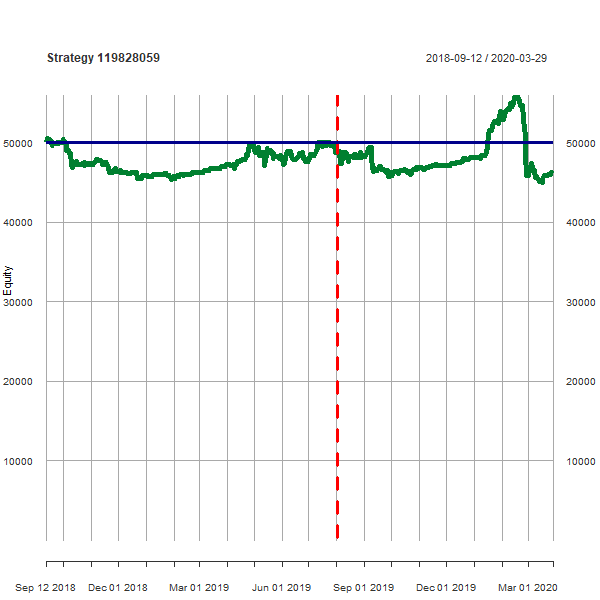 Strategy 119828059 2018-09-12 / 2020-03-29
50000 50000
40000 40000
Equity
30000 30000
20000 20000
10000 10000
Sep 12 2018 Dec 01 2018 Mar 01 2019 Jun 01 2019 Sep 01 2019 Dec 01 2019 Mar 01 2020